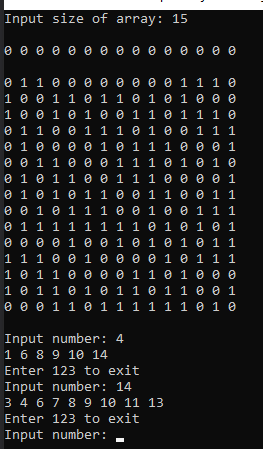 Input size of array: 15
0 0 0 0 0 0 0 0 0 0 0 0 0 0 0
0 1 1 0 0 0 0 0 0 0 0 1 1 1 0
1 0 0 1 1 0 1 1 0 1 0 1 0 0 0
1 0 0 1 0 1 0 0 1 1 0 1 1 1 0
0 1 1 0 0 1 1 1 0 1 1 0 0 1 1 1
0 1 0 0 0 0 1 0 1 1 1 0 0 0 1
0 0 1 1 0 0 0 1 1 1 0 1 0 1 0
0 1 0 1 1 0 0 1 1 1 0 0 0 0 1
0 1 0 1 0 1 1 0 0 1 1 0 0 1 1
0 0 1 0 1 1 1 0 0 1 0 0 1 1 1
0 1 1 1 1 1 1 1 1 0 1 0 1 0 1
0 0 0 0 1 0 0 1 0 1 0 1 0 1 1
1 1 1 0 0 1 0 0 0 1 0 1 1 1 1
1 0 1 1 0 0 0 0 1 1 0 1 0 0 0
1 0 1 1 0 1 1 0 1 1 0 1 1 0 1
0 0 0 1 1 0 1 1 1 1 1 1 0 1 0
Input number: 4
1 6 8 9 10 14
Enter 123 to exit
Input number: 14
3 4 6 7 8 9 10 11 13
Enter 123 to exit
Input number: